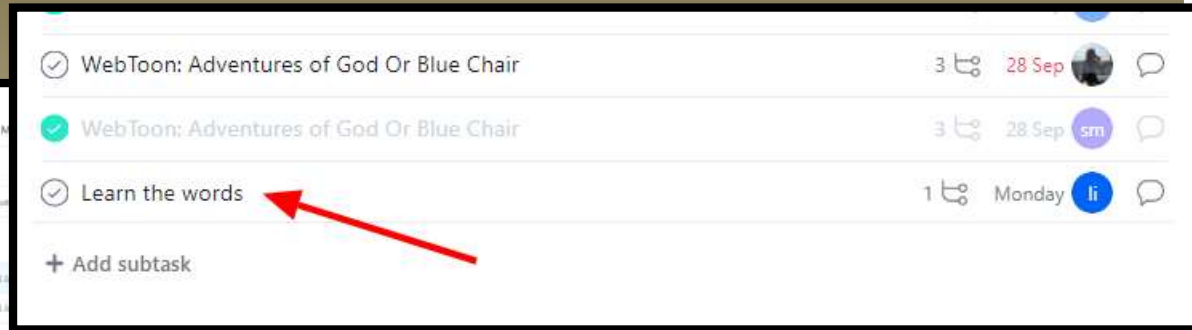 WebToon: Adventures of God Or Blue Chair 3 28 Sep
WebToon: Adventures of God Or Blue Chair 3 28 Sep sm
Learn the words 1 Monday li
+ Add subtask